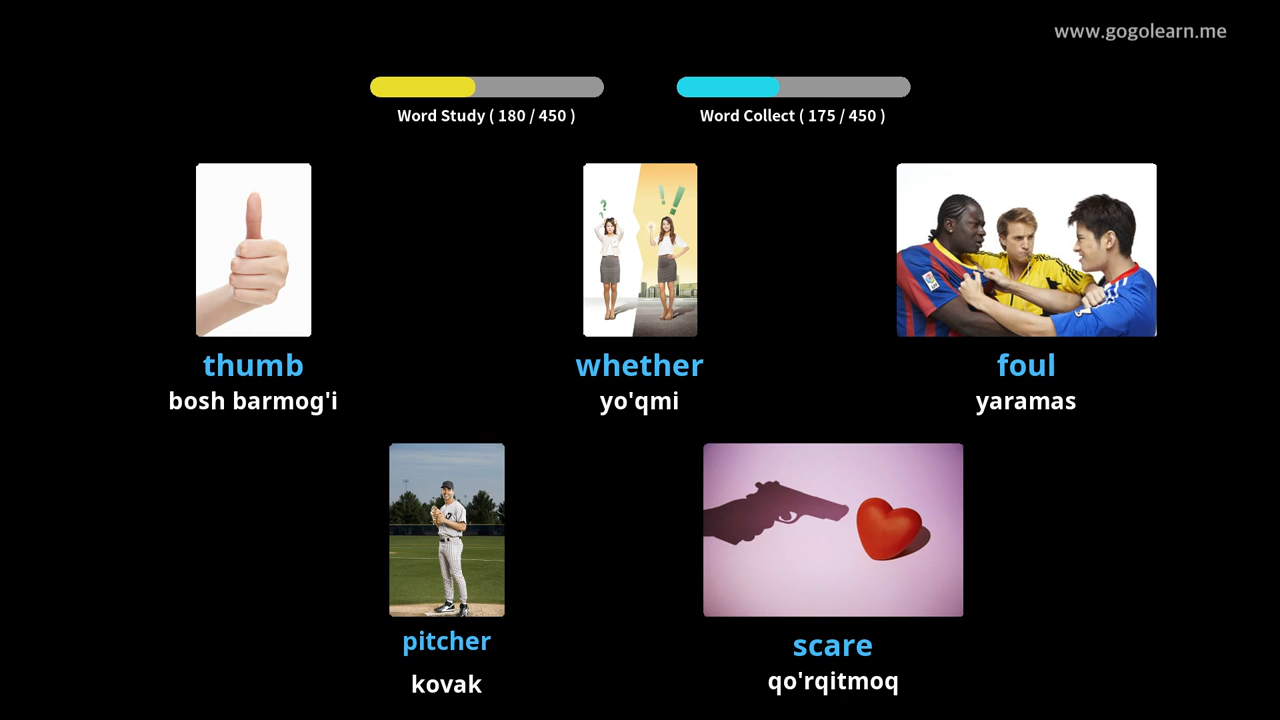 www.gogolearn.me
Word Study ( 180 / 450 )
Word Collect ( 175 / 450 )
thumb
bosh barmog'i
whether
yo'qmi
foul
yaramas
pitcher
kovak
scare
qo'rqitmoq